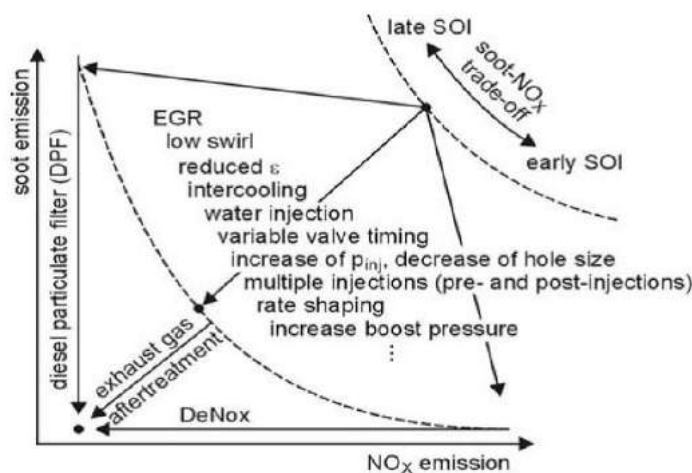 late SOI
soot-NOx
trade-off
early SOI
soot emission
diesel particulate filter (DPF)
EGR
low swirl
reduced ε
intercooling
water injection
variable valve timing
increase of pinj, decrease of hole size
multiple injections (pre- and post-injections)
rate shaping
increase boost pressure
⋮
exhaust gas
aftertreatment
DeNox
NOX emission